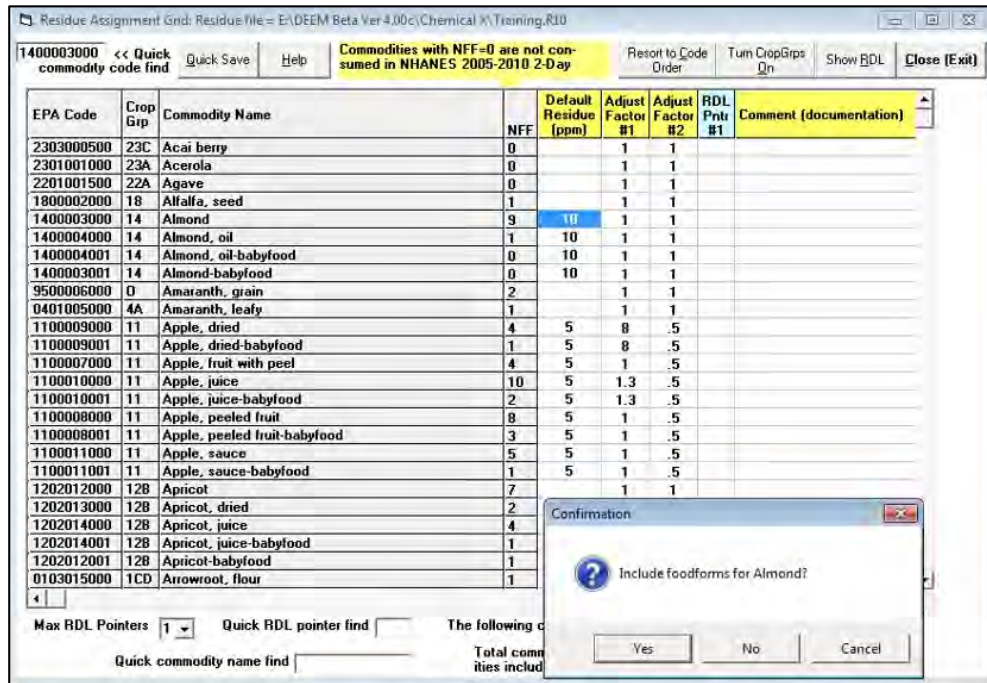 Residue Assignment Grid: Residue file = E:\DEEM Beta Ver 4.00c\Chemical X\Training.R10
1400003000 << Quick commodity code find
Quick Save
Help
Commodities with NFF=0 are not con-
sumed in NHANES 2005-2010 2-Day
Resort to Code
Order
Turn CropGrps
On
Show RDL
Close (Exit)
EPA Code Crop Grp Commodity Name NFF Default Residue (ppm) Adjust Factor #1 Adjust Factor #2 RDL Pntr #1 Comment (documentation)
2303000500 23C Acai berry 0 1 1
2301001000 23A Acerola 0 1 1
2201001500 22A Agave 0 1 1
1800002000 18 Alfalfa, seed 1 1 1
1400003000 14 Almond 9 10 1 1
1400004000 14 Almond, oil 1 10 1 1
1400004001 14 Almond, oil-babyfood 0 10 1 1
1400003001 14 Almond-babyfood 0 10 1 1
9500006000 O Amaranth, grain 2 1 1
0401005000 4A Amaranth, leafy 1 1 1
1100009000 11 Apple, dried 4 5 8 .5
1100009001 11 Apple, dried-babyfood 1 5 8 .5
1100007000 11 Apple, fruit with peel 4 5 1 .5
1100010000 11 Apple, juice 10 5 1.3 .5
1100010001 11 Apple, juice-babyfood 2 5 1.3 .5
1100008000 11 Apple, peeled fruit 8 5 1 .5
1100008001 11 Apple, peeled fruit-babyfood 3 5 1 .5
1100011000 11 Apple, sauce 5 5 1 .5
1100011001 11 Apple, sauce-babyfood 1 5 1 .5
1202012000 12B Apricot 7 1 1
1202013000 12B Apricot, dried 2
1202014000 12B Apricot, juice 4
1202014001 12B Apricot, juice-babyfood 1
1202012001 12B Apricot-babyfood 1
0103015000 1CD Arrowroot, flour 1
Confirmation
Include foodforms for Almond?
Yes
No
Cancel
Max RDL Pointers 1 Quick RDL pointer find The following c
Quick commodity name find
Total comm
ities includ